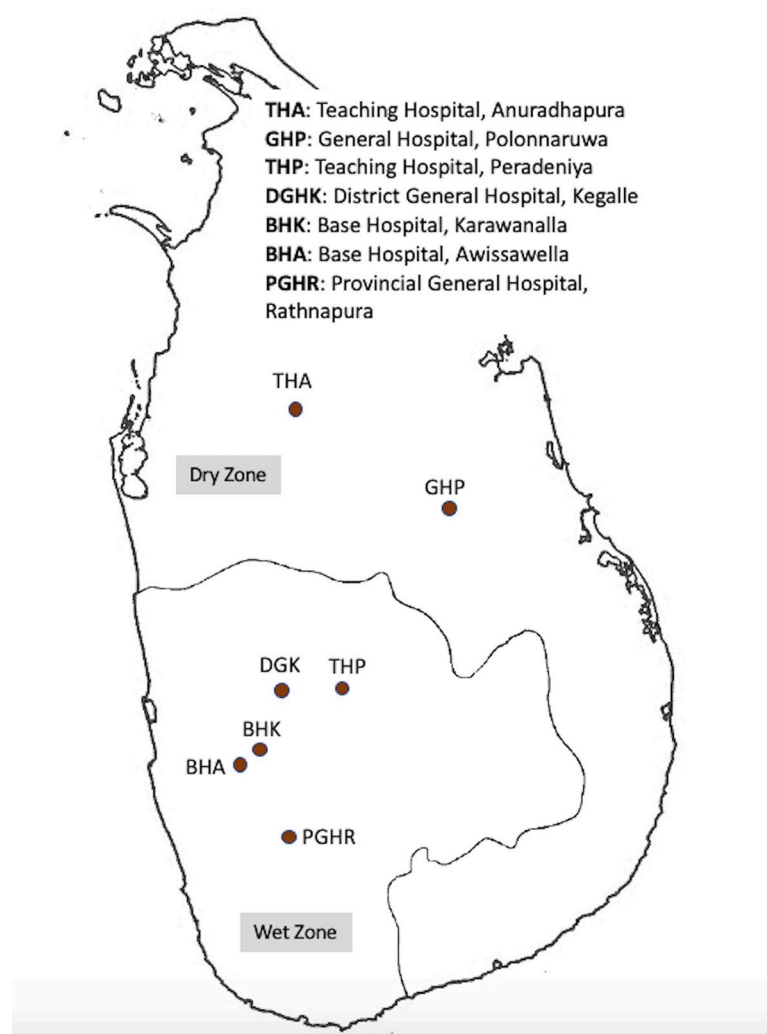 THA: Teaching Hospital, Anuradhapura
GHP: General Hospital, Polonnaruwa
THP: Teaching Hospital, Peradeniya
DGHK: District General Hospital, Kegalle
BHK: Base Hospital, Karawanalla
BHA: Base Hospital, Awissawella
PGHR: Provincial General Hospital,
Rathnapura
THA
Dry Zone
GHP
DGK THP
BHK
BHA
PGHR
Wet Zone